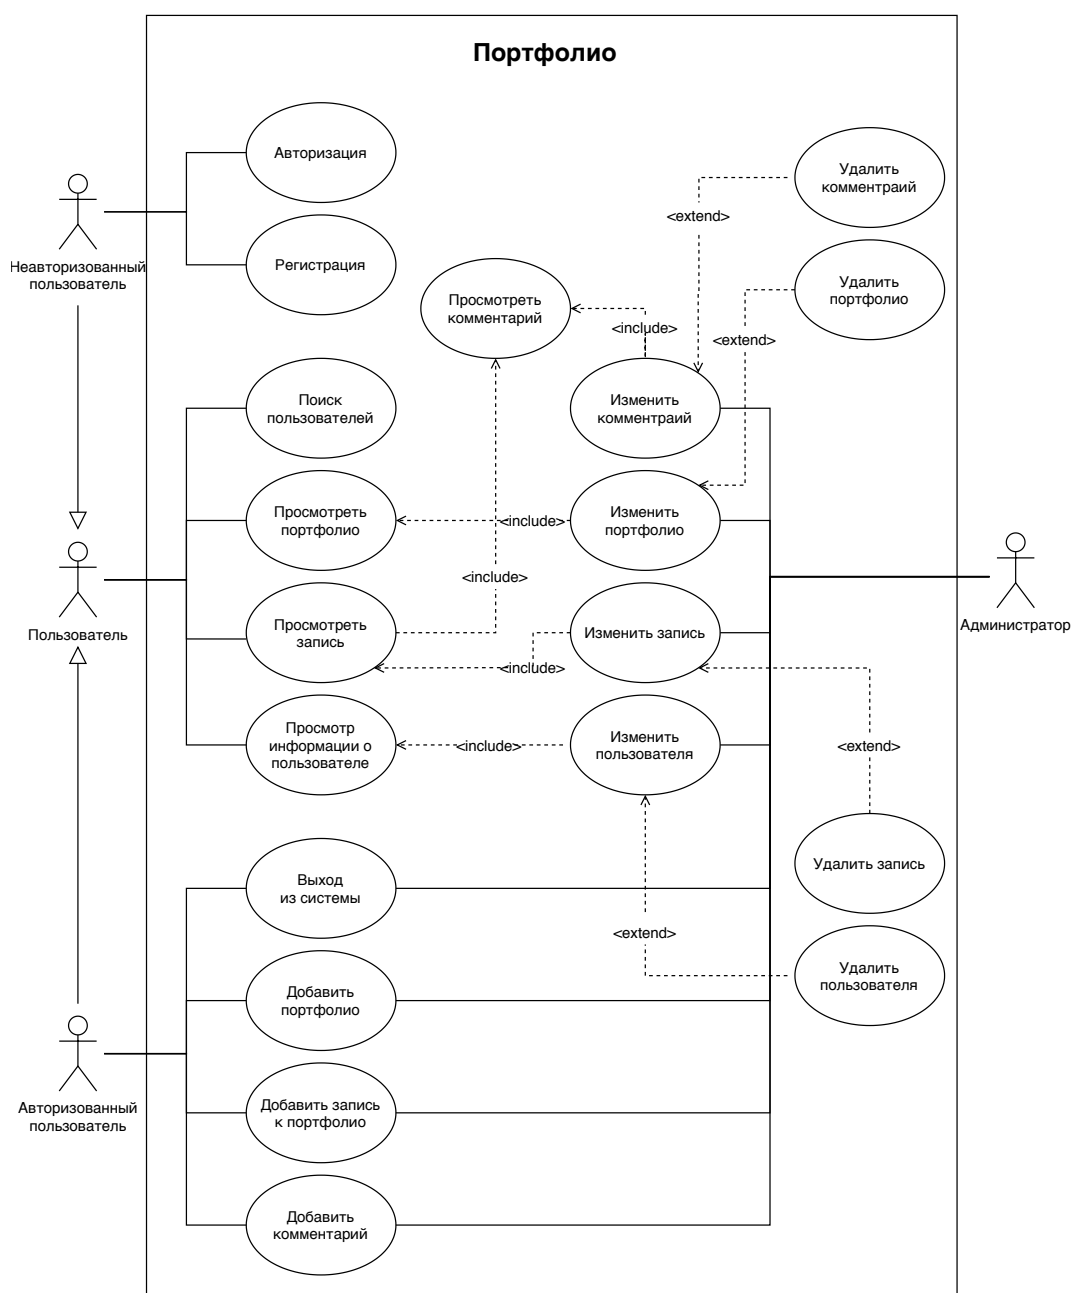 Портфолио
Авторизация
Удалить
комментраий
<extend>
Неавторизованный
пользователь
Регистрация
Удалить
портфолио
Просмотреть
комментарий
<include>
<extend>
Поиск
пользователей
Изменить
комментраий
Просмотреть
портфолио
<include>
Изменить
портфолио
<include>
Пользователь
Просмотреть
запись
Изменить запись
Администратор
<include>
Просмотр
информации о
пользователе
<include>
Изменить
пользователя
<extend>
Удалить запись
Выход
из системы
<extend>
Удалить
пользователя
Добавить
портфолио
Авторизованный
пользователь
Добавить запись
к портфолио
Добавить
комментарий